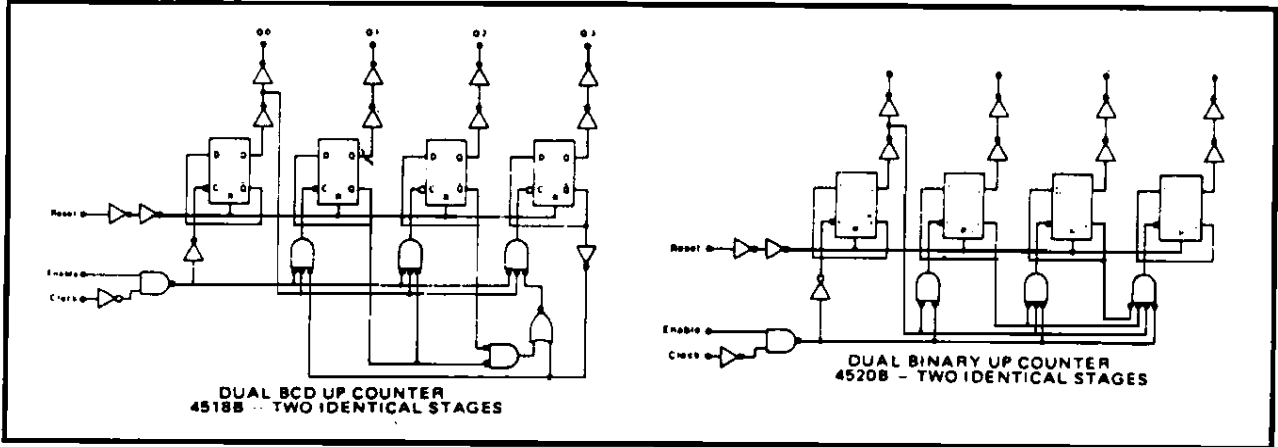 Q0 Q1 Q2 Q3
D Q D Q D Q D Q
C Q C Q C Q C Q
R R R R
Reset
Enable
Clock
DUAL BCD UP COUNTER
4518B - TWO IDENTICAL STAGES
Reset
Enable
Clock
DUAL BINARY UP COUNTER
4520B - TWO IDENTICAL STAGES